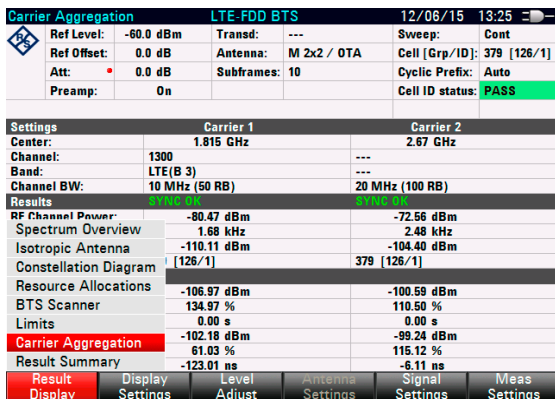 Carrier Aggregation LTE-FDD BTS 12/06/15 13:25
Ref Level: -60.0 dBm Transd: --- Sweep: Cont
Ref Offset: 0.0 dB Antenna: M 2x2 / OTA Cell [Grp/ID]: 379 [126/1]
Att: 0.0 dB Subframes: 10 Cyclic Prefix: Auto
Preamp: On Cell ID status: PASS
Settings Carrier 1 Carrier 2
Center: 1.815 GHz 2.67 GHz
Channel: 1300 ---
Band: LTE(B 3) ---
Channel BW: 10 MHz (50 RB) 20 MHz (100 RB)
Results SYNC OK SYNC OK
RF Channel Power: -80.47 dBm -72.56 dBm
Spectrum Overview 1.68 kHz 2.48 kHz
Isotropic Antenna -110.11 dBm -104.40 dBm
Constellation Diagram [126/1] 379 [126/1]
Resource Allocations -106.97 dBm -100.59 dBm
BTS Scanner 134.97 % 110.50 %
Limits 0.00 s 0.00 s
Carrier Aggregation -102.18 dBm -99.24 dBm
61.03 % 115.12 %
Result Summary -123.01 ns -6.11 ns
Result Display Display Settings Level Adjust Antenna Settings Signal Settings Meas Settings